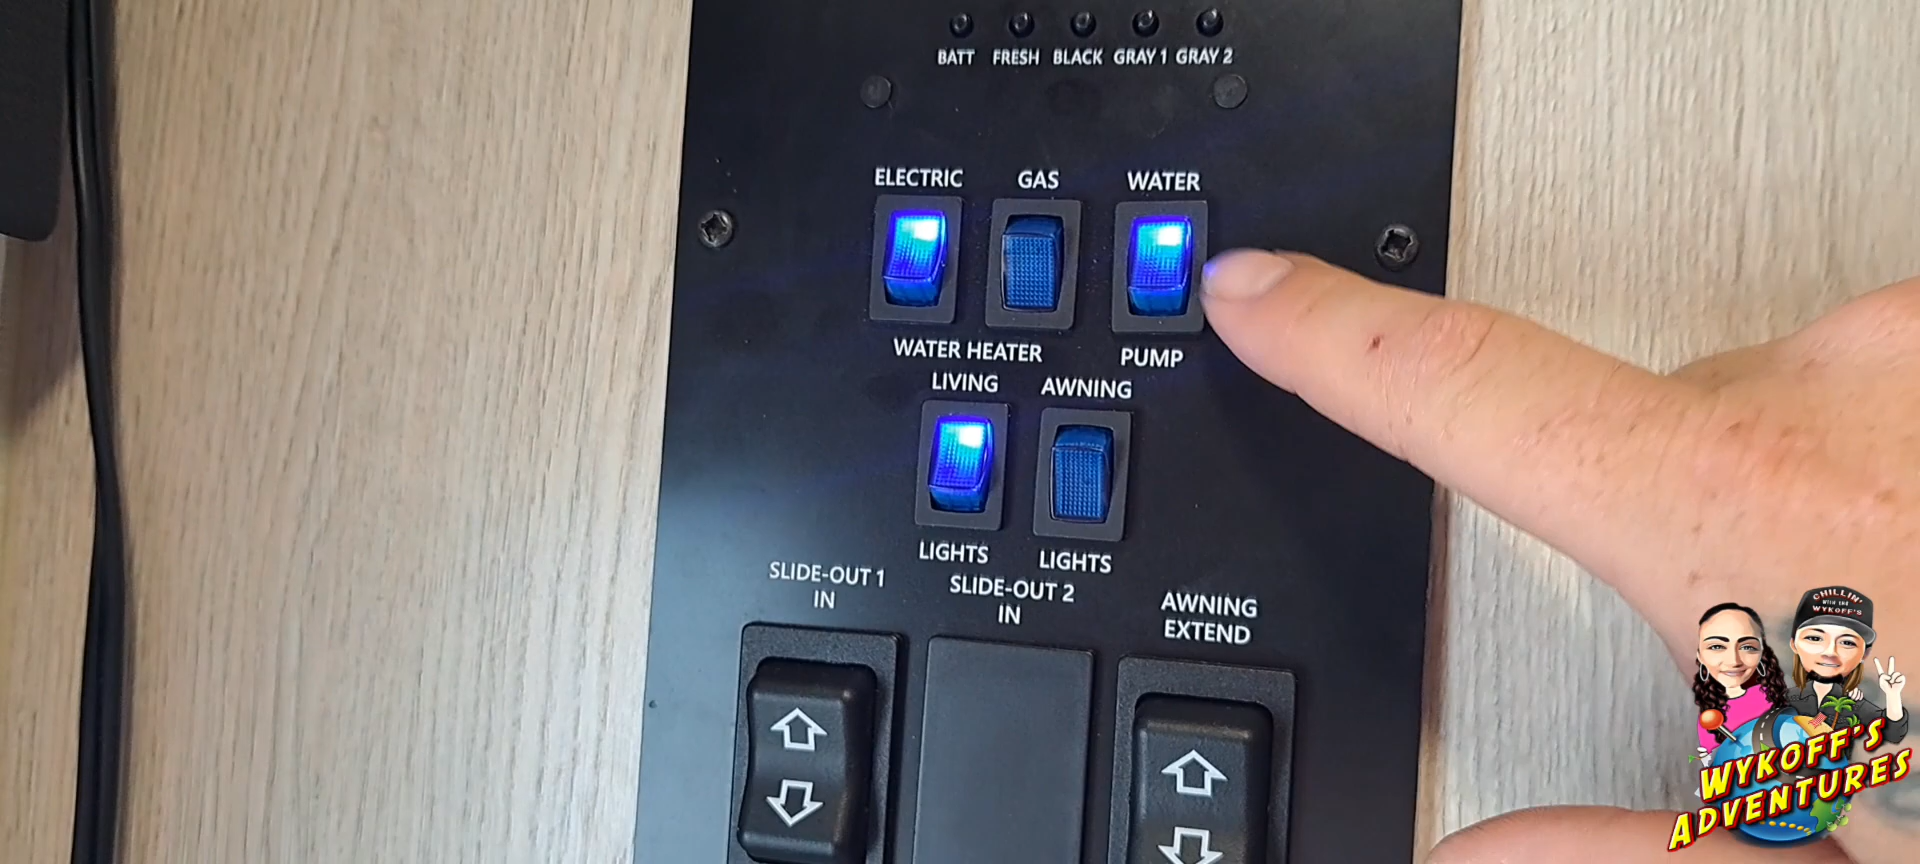 BATT FRESH BLACK GRAY 1 GRAY 2
ELECTRIC GAS WATER
WATER HEATER PUMP
LIVING AWNING
LIGHTS LIGHTS
SLIDE-OUT 1
IN
SLIDE-OUT 2
IN
AWNING
EXTEND
CHILLIN'
WITH THE
WYKOFF'S
WYKOFF'S
ADVENTURES